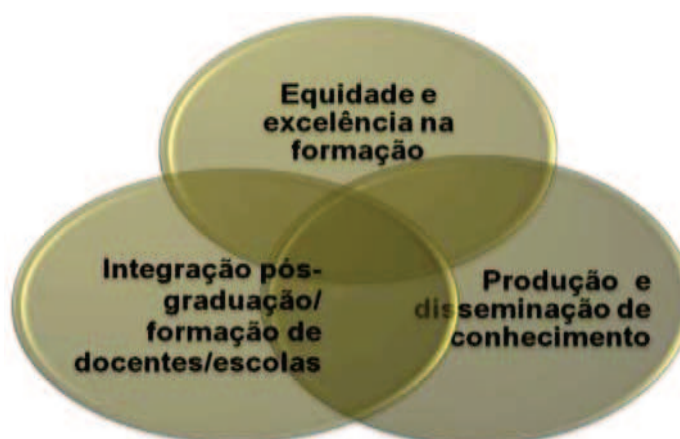 Equidade e
excelência na
formação
Integração pós-
graduação/
formação de
docentes/escolas
Produção e
disseminação de
conhecimento